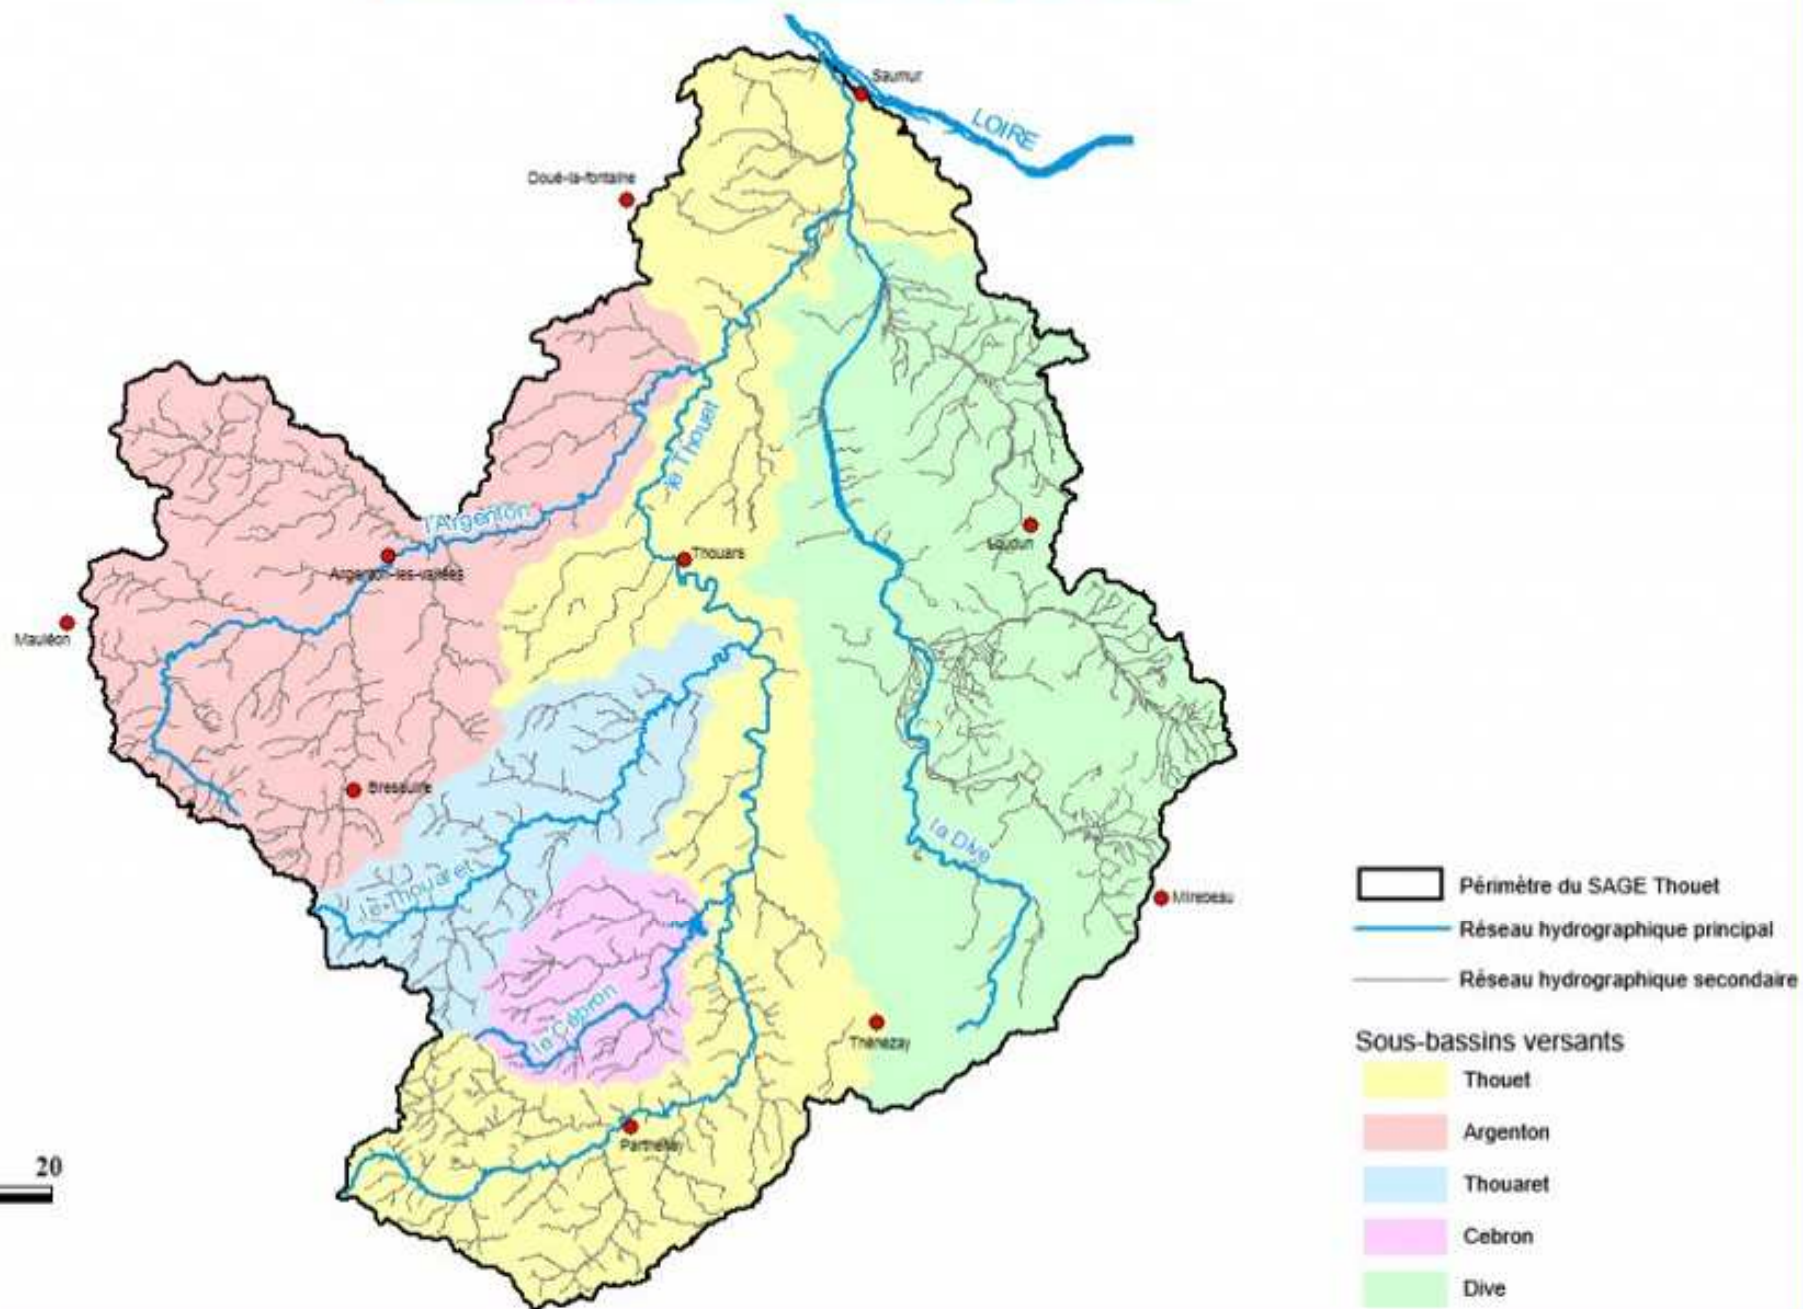 Saumur
LOIRE
Doué-la-fontaine
le Thouet
l'Argenton
Thouars
Loudun
Argenton-les-vallées
Mauléon
Bressuire
la Dive
le Thouaret
Mirebeau
la Cébron
Thénezay
Parthenay
20
Périmètre du SAGE Thouet
Réseau hydrographique principal
Réseau hydrographique secondaire
Sous-bassins versants
Thouet
Argenton
Thouaret
Cebron
Dive